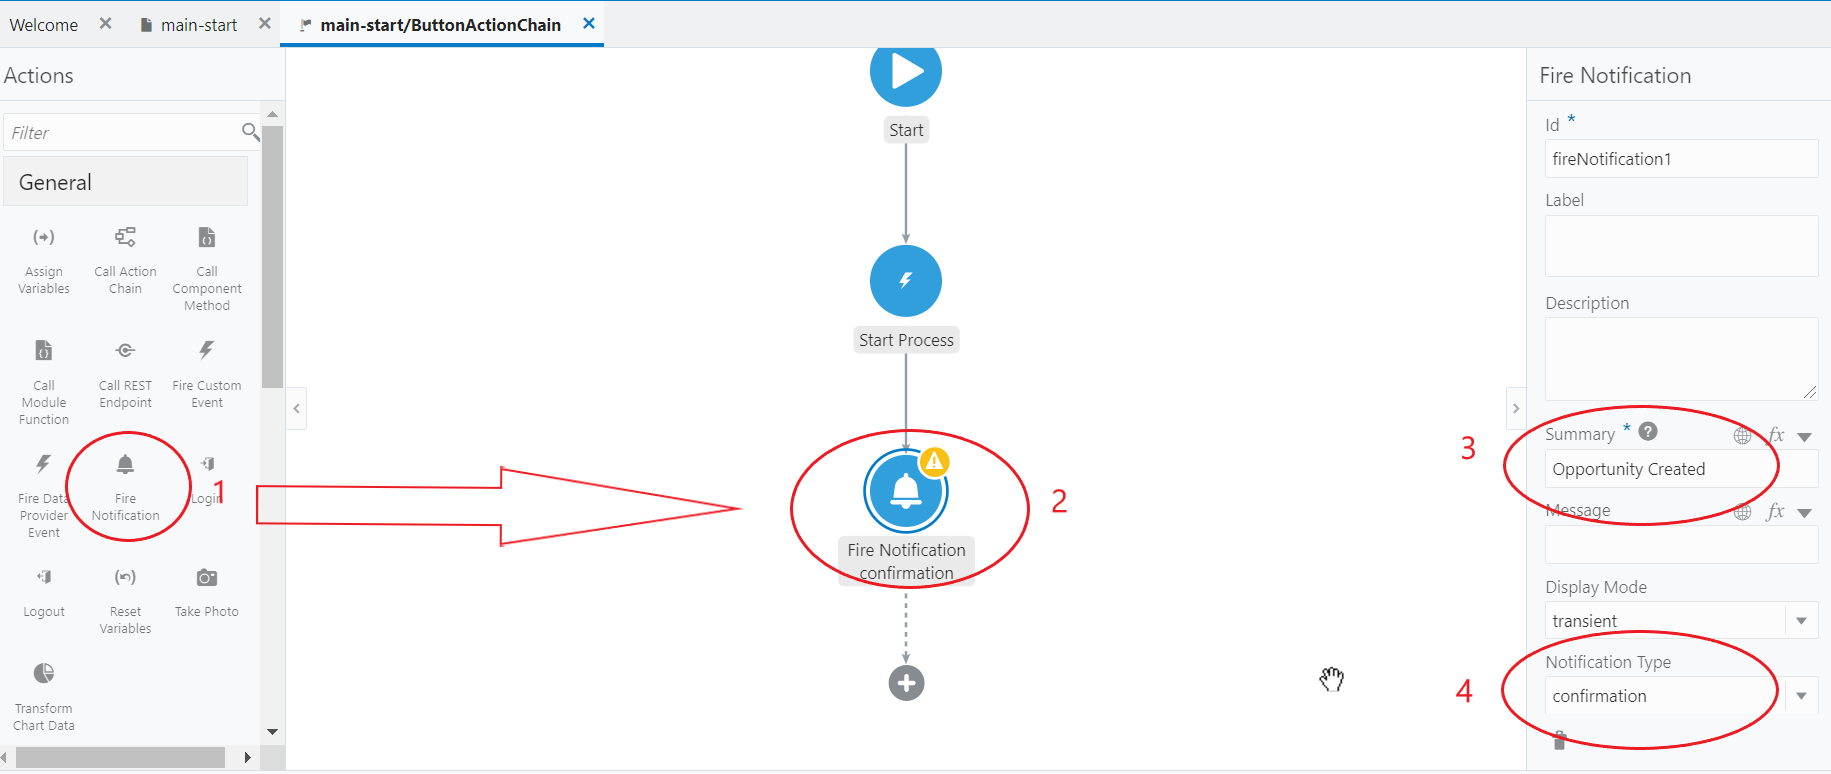 Welcome
main-start
main-start/ButtonActionChain
Actions
Filter
General
Assign
Variables
Call Action
Chain
Call
Component
Method
Call
Module
Function
Call REST
Endpoint
Fire Custom
Event
Fire Data
Provider
Event
Fire
Notification
1
Login
Logout
Reset
Variables
Take Photo
Transform
Chart Data
Start
Start Process
2
Fire Notification
confirmation
Fire Notification
Id *
fireNotification1
Label
Description
3
Summary * ?
fx
Opportunity Created
Message
fx
Display Mode
transient
4
Notification Type
confirmation